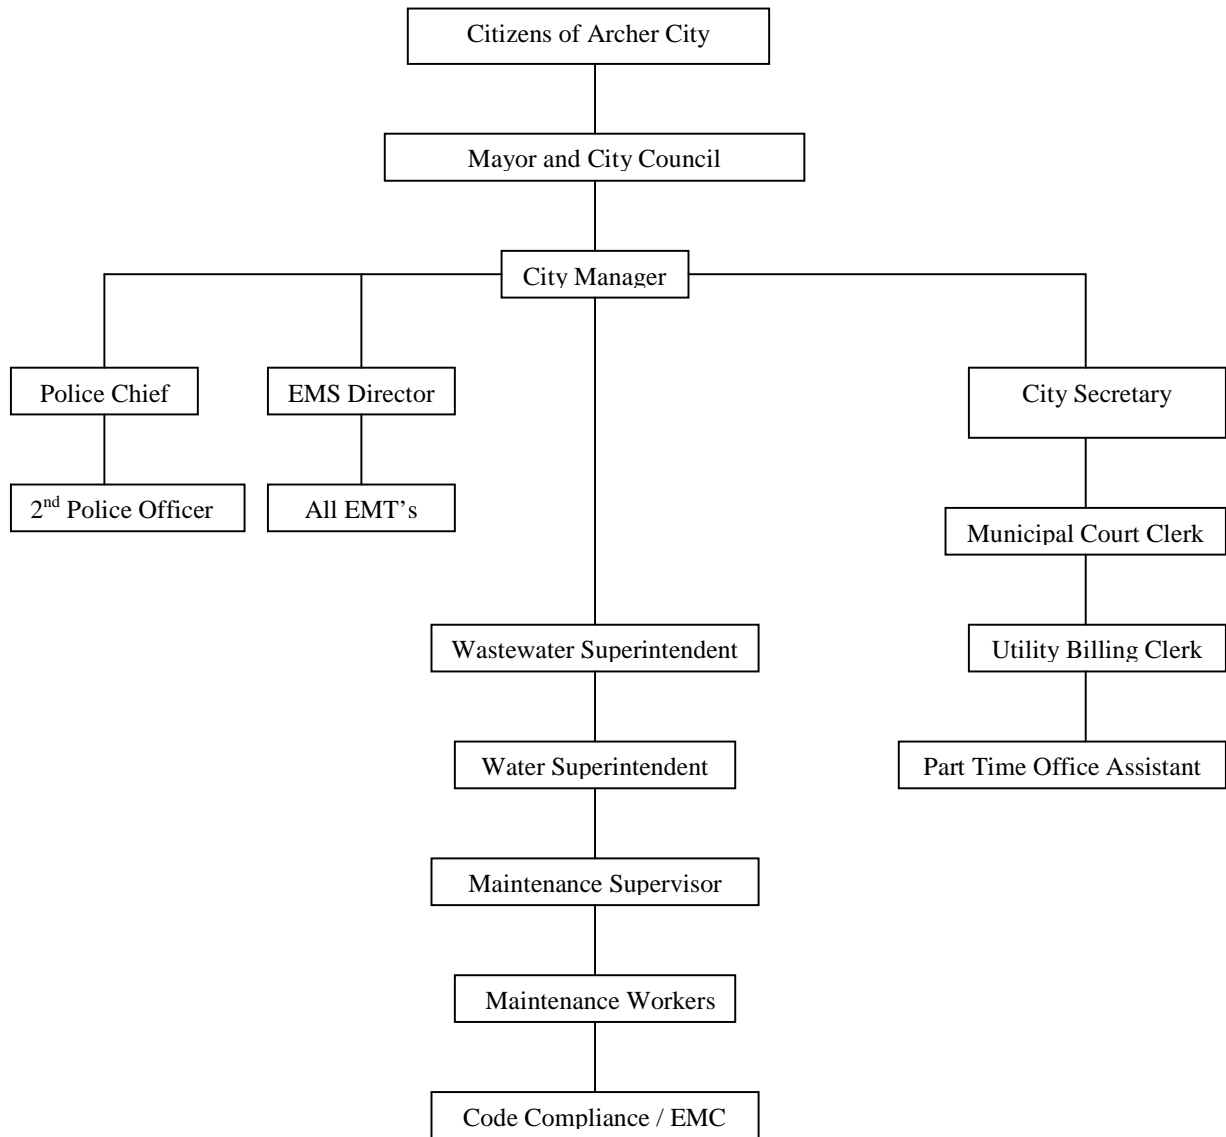 Citizens of Archer City
Mayor and City Council
City Manager
Police Chief
EMS Director
City Secretary
2nd Police Officer
All EMT’s
Municipal Court Clerk
Wastewater Superintendent
Utility Billing Clerk
Water Superintendent
Part Time Office Assistant
Maintenance Supervisor
Maintenance Workers
Code Compliance / EMC